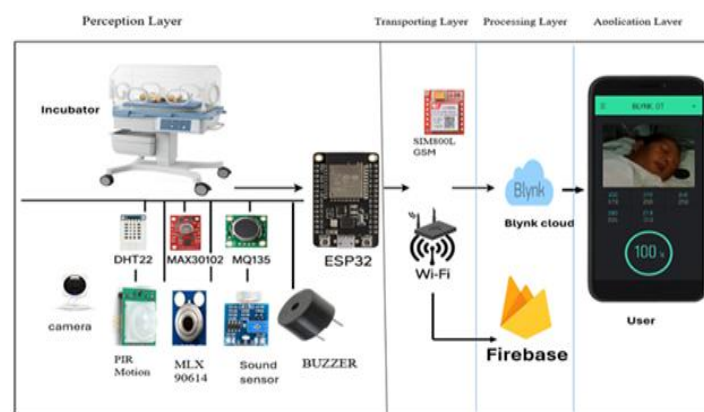 Perception Layer
Transporting Layer
Processing Layer
Application Layer
Incubator
DHT22
MAX30102
MQ135
ESP32
camera
PIR
Motion
MLX
90614
Sound
sensor
BUZZER
SIM800L
GSM
Wi-Fi
Blynk
Blynk cloud
Firebase
BLYNK 01
100
User